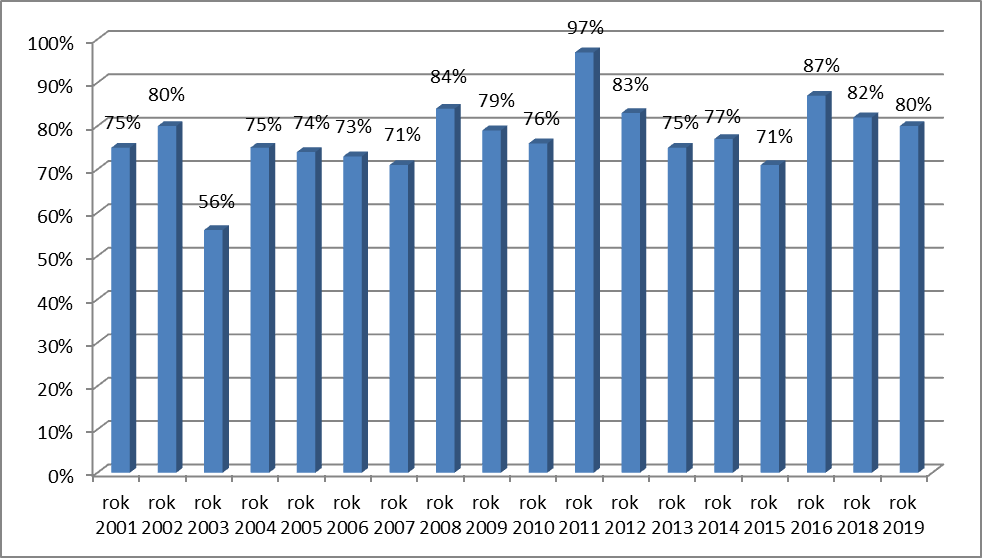 100%
90%
80%
70%
60%
50%
40%
30%
20%
10%
0%
75%
80%
56%
75%
74%
73%
71%
84%
79%
76%
97%
83%
75%
77%
71%
87%
82%
80%
rok 2001
rok 2002
rok 2003
rok 2004
rok 2005
rok 2006
rok 2007
rok 2008
rok 2009
rok 2010
rok 2011
rok 2012
rok 2013
rok 2014
rok 2015
rok 2016
rok 2018
rok 2019